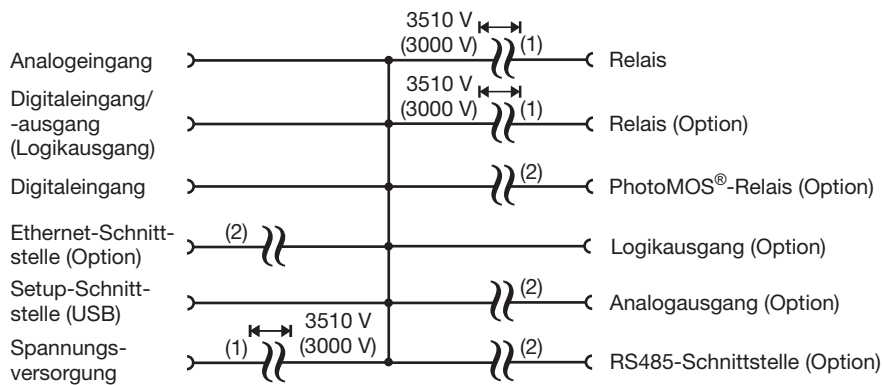 3510 V
(3000 V)
(1)
Analogeingang
Relais
Digitaleingang/
-ausgang
(Logikausgang)
3510 V
(3000 V)
(1)
Relais (Option)
Digitaleingang
(2)
PhotoMOS®-Relais (Option)
Ethernet-Schnitt-
stelle (Option)
(2)
Logikausgang (Option)
Setup-Schnitt-
stelle (USB)
(2)
Analogausgang (Option)
Spannungs-
versorgung
(1)
3510 V
(3000 V)
(2)
RS485-Schnittstelle (Option)